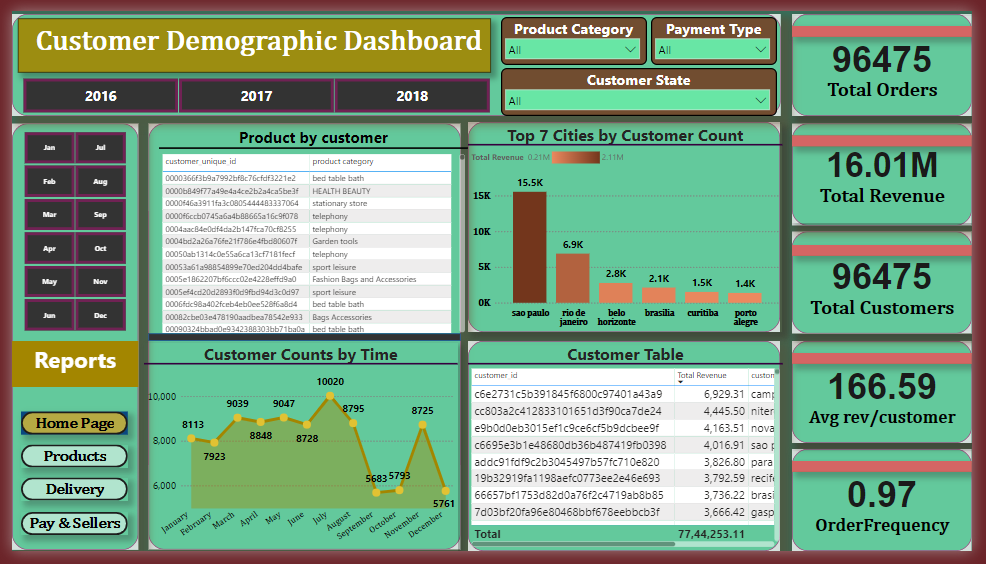 Customer Demographic Dashboard
2016 2017 2018
Product Category
All
Payment Type
All
Customer State
All
96475
Total Orders
16.01M
Total Revenue
96475
Total Customers
166.59
Avg rev/customer
0.97
OrderFrequency
Jan Jul
Feb Aug
Mar Sep
Apr Oct
May Nov
Jun Dec
Reports
Home Page
Products
Delivery
Pay & Sellers
Product by customer
customer_unique_id product category
0000366f3b9a7992bf8c76cfdf3221e2 bed table bath
0000b849f77a49e4a4ce2b2a4ca5be3f HEALTH BEAUTY
0000f46a3911fa3c0805444483337064 stationary store
0000f6ccb0745a6a4b88665a16c9f078 telephony
0004aac84e0df4da2b147fca70cf8255 telephony
0004bd2a26a76fe21f786e4fbd80607f Garden tools
00050ab1314c0e55a6ca13cf7181fecf telephony
00053a61a98854899e70ed204dd4bafe sport leisure
0005e1862207bf6ccc02e4228effd9a0 Fashion Bags and Accessories
0005ef4cd20d2893f0d9fbd94d3c0d97 sport leisure
0006fdc98a402fceb4eb0ee528f6a8d4 bed table bath
00082cbe03e478190aadbea78542e933 Bags Accessories
00090324bbad0e9342388303bb71ba0a bed table bath
Top 7 Cities by Customer Count
Total Revenue 0.21M 2.11M
15K
10K
5K
0K
15.5K 6.9K 2.8K 2.1K 1.5K 1.4K
sao paulo rio de janeiro belo horizonte brasilia curitiba porto alegre
Customer Counts by Time
10,000
8,000
6,000
8113 7923 9039 8848 9047 8728 10020 8795 5683 5793 8725 5761
January February March April May June July August September October November December
Customer Table
customer_id Total Revenue custom
c6e2731c5b391845f6800c97401a43a9 6,929.31 camp
cc803a2c412833101651d3f90ca7de24 4,445.50 niter
e9b0d0eb3015ef1c9ce6cf5b9dcbee9f 4,163.51 nova
c6695e3b1e48680db36b487419fb0398 4,016.91 sao p
addc91fdf9c2b3045497b57fc710e820 3,826.80 para
19b32919fa1198aefc0773ee2e46e693 3,792.59 recife
66657bf1753d82d0a76f2c4719ab8b85 3,736.22 brasi
7d03bf20fa96e80468bbf678eebbcb3f 3,666.42 gasp
Total 77,44,253.11